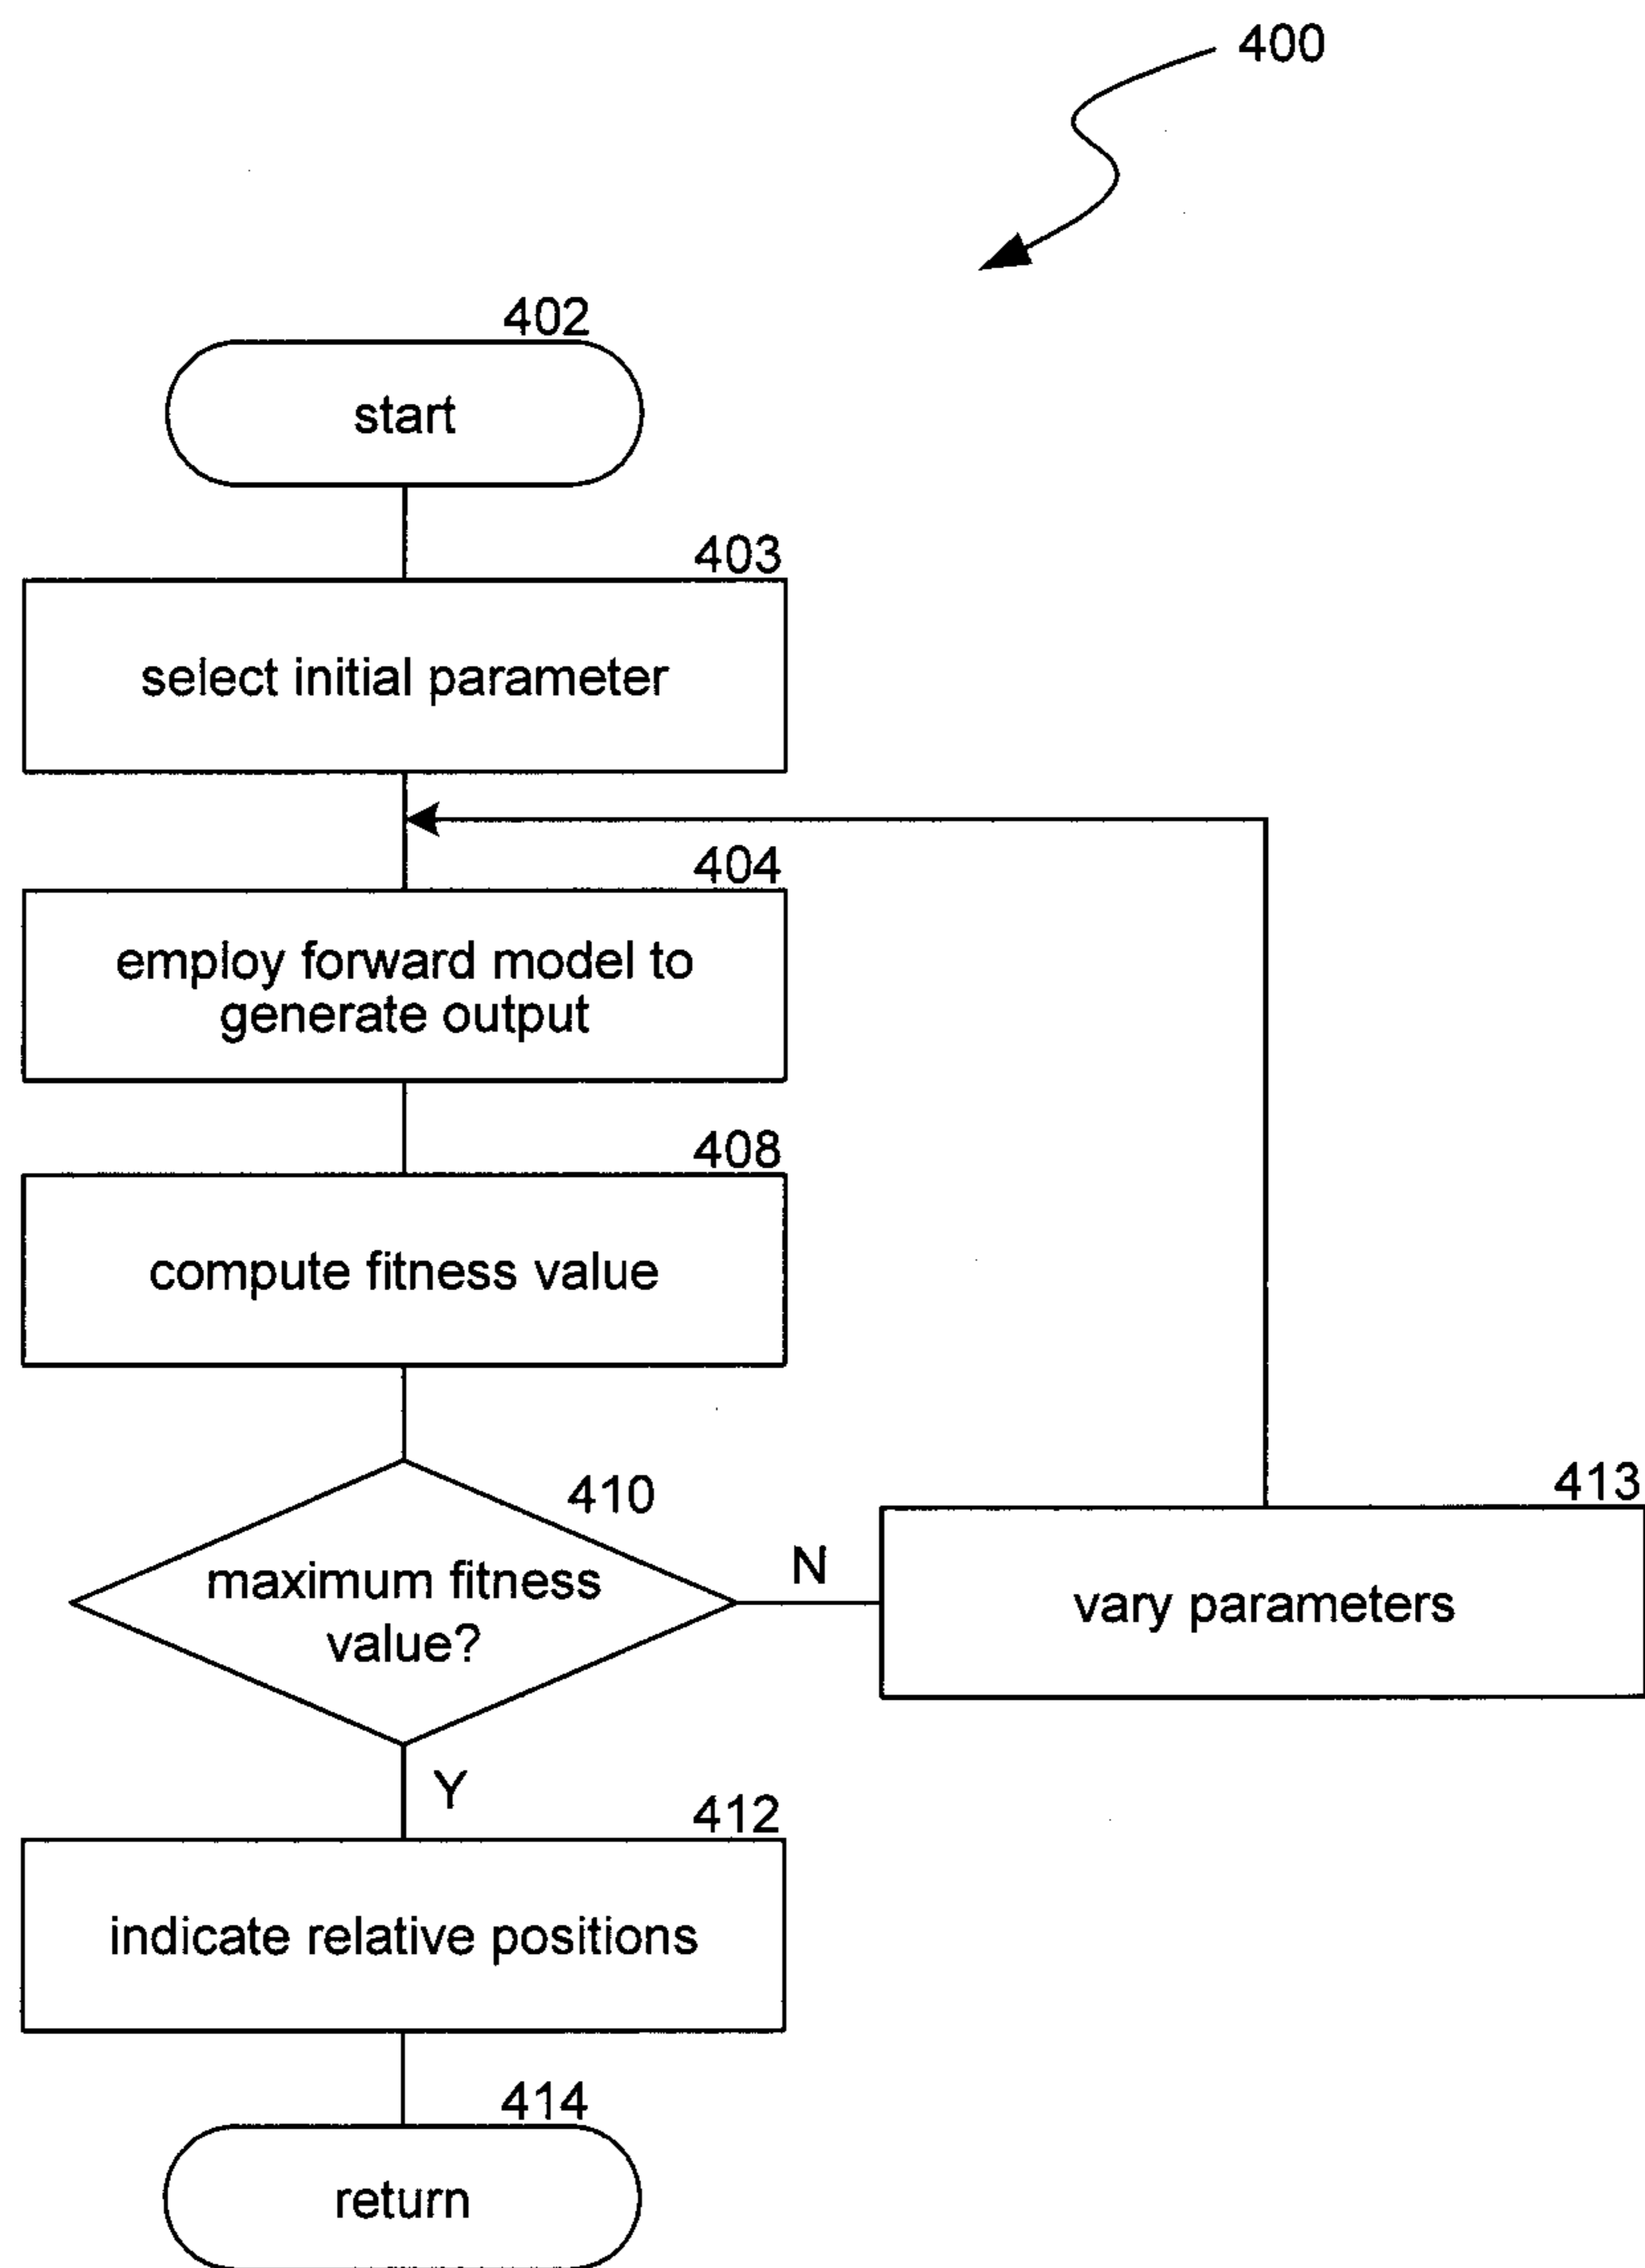 400
402
start
403
select initial parameter
404
employ forward model to
generate output
408
compute fitness value
410
maximum fitness
value?
N
413
vary parameters
Y
412
indicate relative positions
414
return